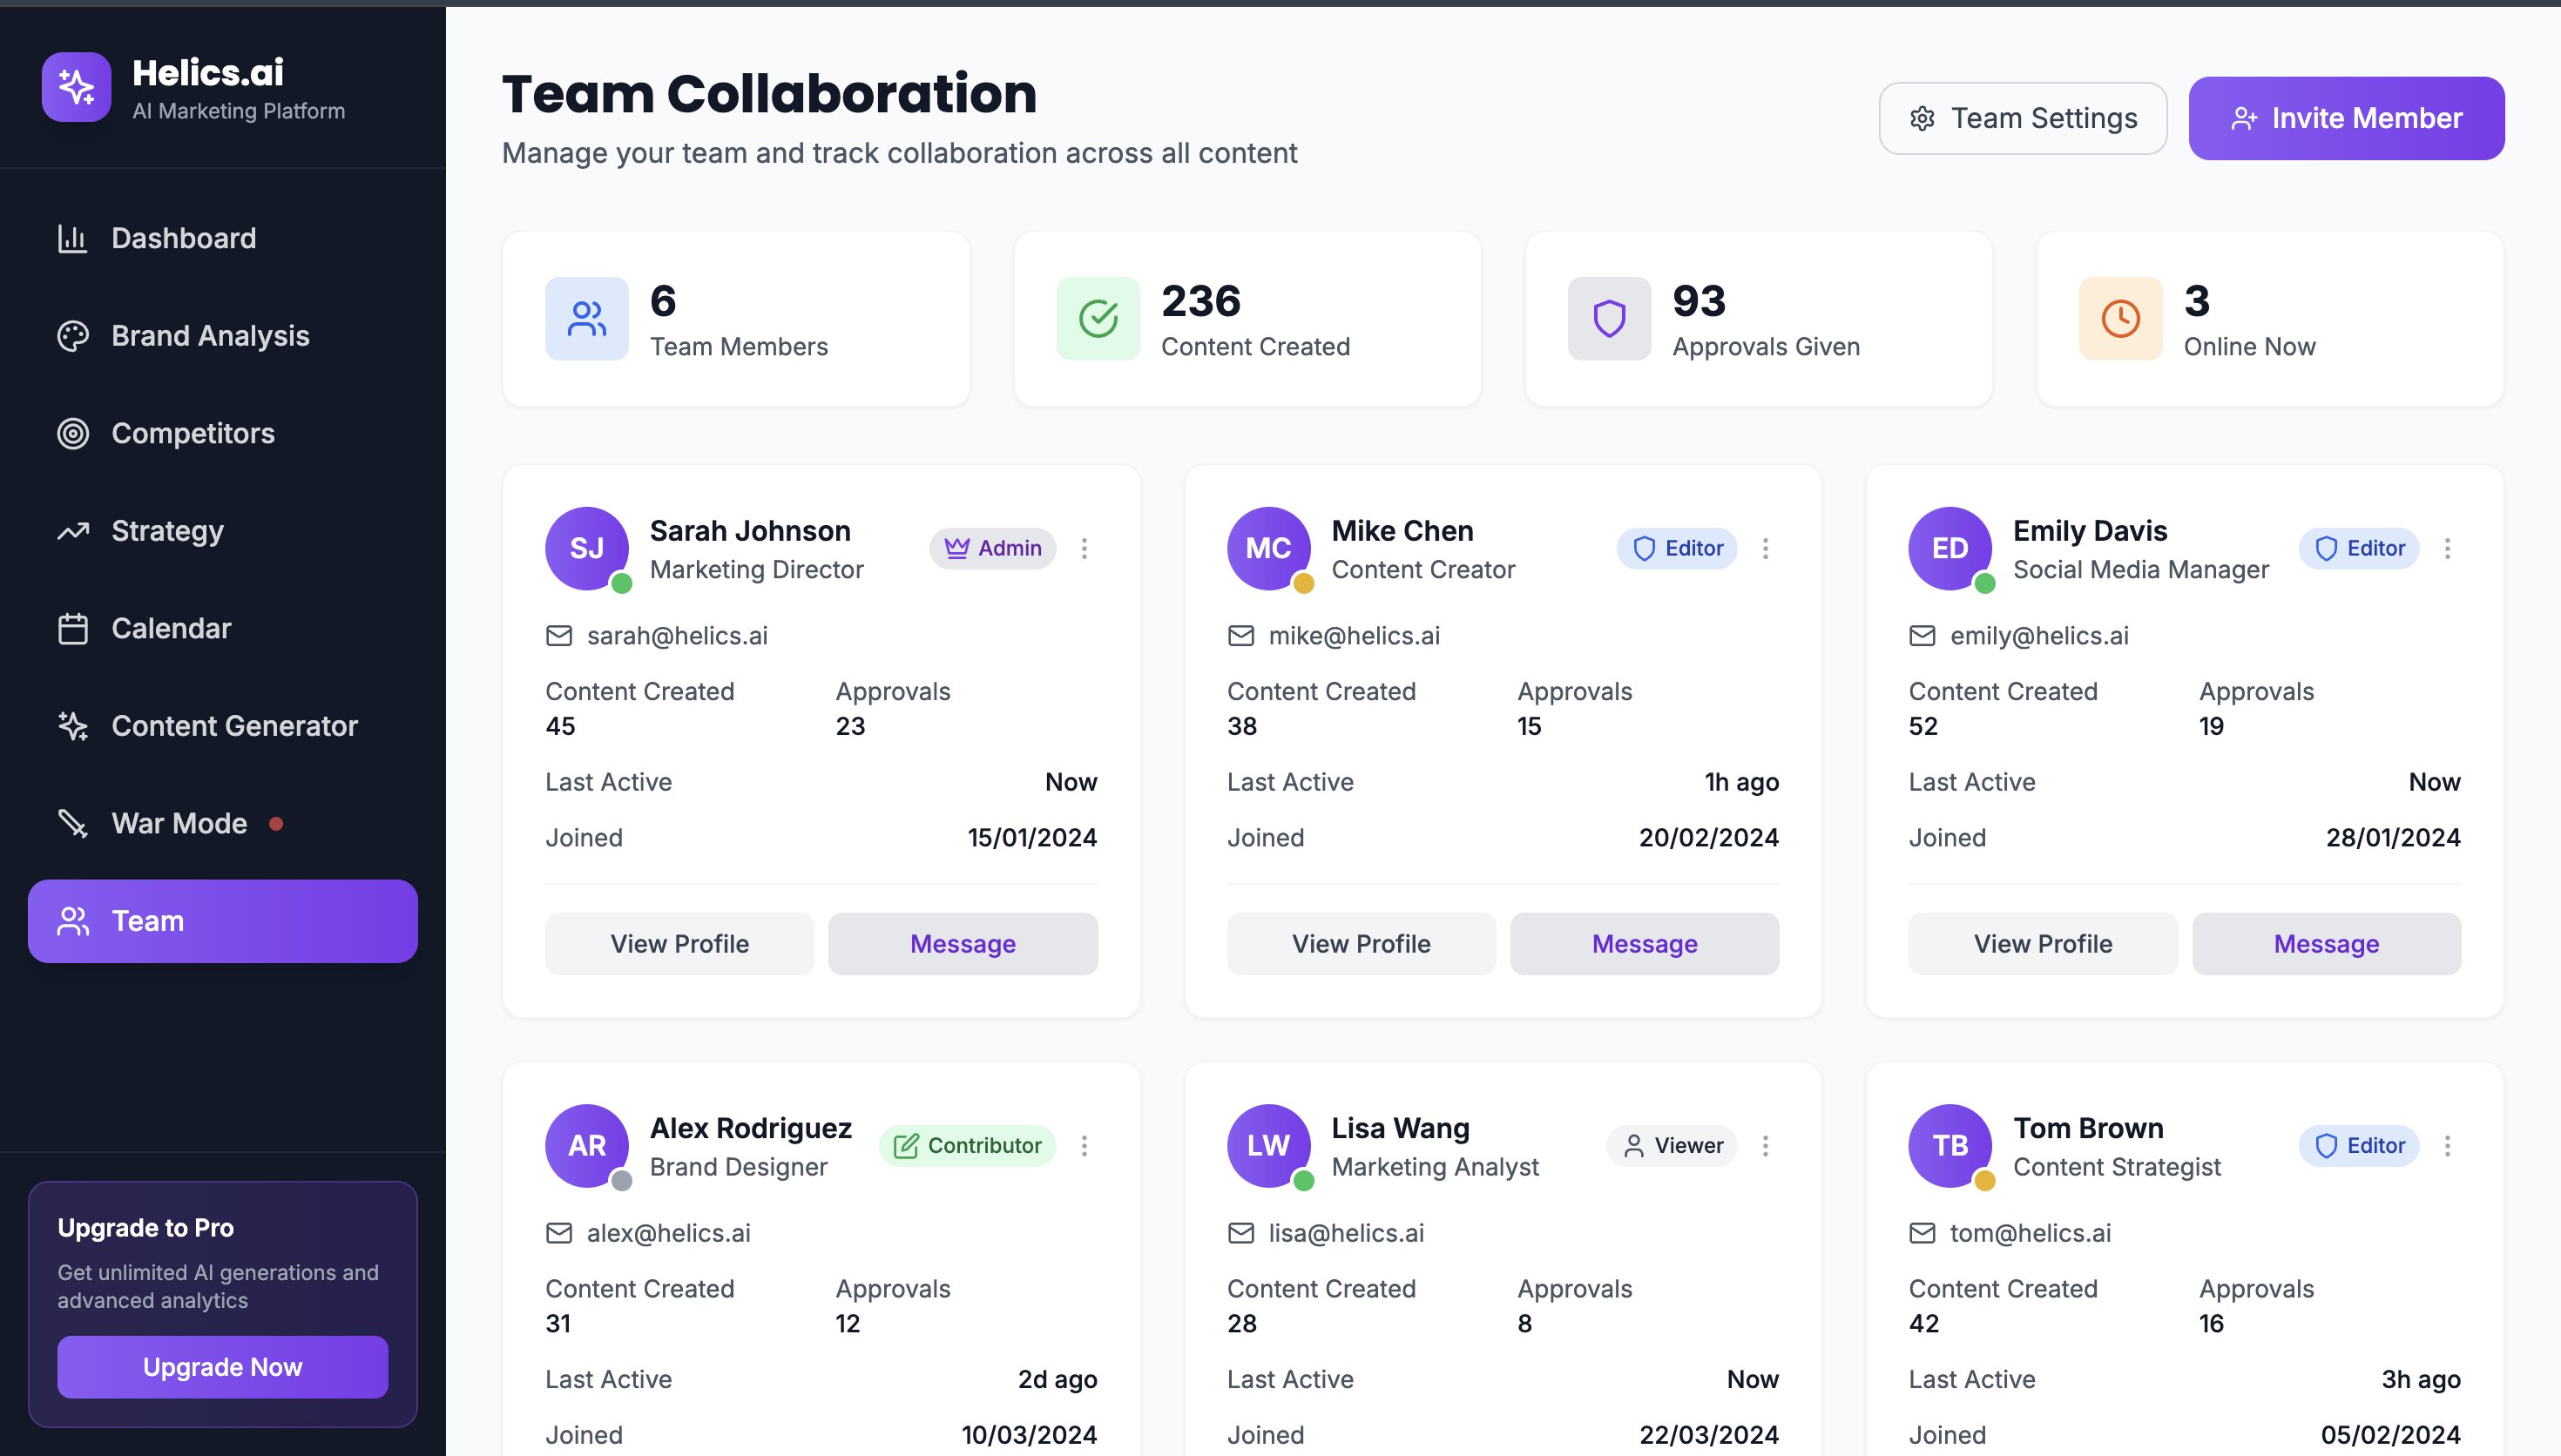 Helics.ai
AI Marketing Platform
Dashboard
Brand Analysis
Competitors
Strategy
Calendar
Content Generator
War Mode
Team
Upgrade to Pro
Get unlimited AI generations and
advanced analytics
Upgrade Now
Team Collaboration
Manage your team and track collaboration across all content
Team Settings
Invite Member
6
Team Members
236
Content Created
93
Approvals Given
3
Online Now
SJ
Sarah Johnson
Marketing Director
Admin
sarah@helics.ai
Content Created
Approvals
45
23
Last Active
Now
Joined
15/01/2024
View Profile
Message
MC
Mike Chen
Content Creator
Editor
mike@helics.ai
Content Created
Approvals
38
15
Last Active
1h ago
Joined
20/02/2024
View Profile
Message
ED
Emily Davis
Social Media Manager
Editor
emily@helics.ai
Content Created
Approvals
52
19
Last Active
Now
Joined
28/01/2024
View Profile
Message
AR
Alex Rodriguez
Brand Designer
Contributor
alex@helics.ai
Content Created
Approvals
31
12
Last Active
2d ago
Joined
10/03/2024
LW
Lisa Wang
Marketing Analyst
Viewer
lisa@helics.ai
Content Created
Approvals
28
8
Last Active
Now
Joined
22/03/2024
TB
Tom Brown
Content Strategist
Editor
tom@helics.ai
Content Created
Approvals
42
16
Last Active
3h ago
Joined
05/02/2024